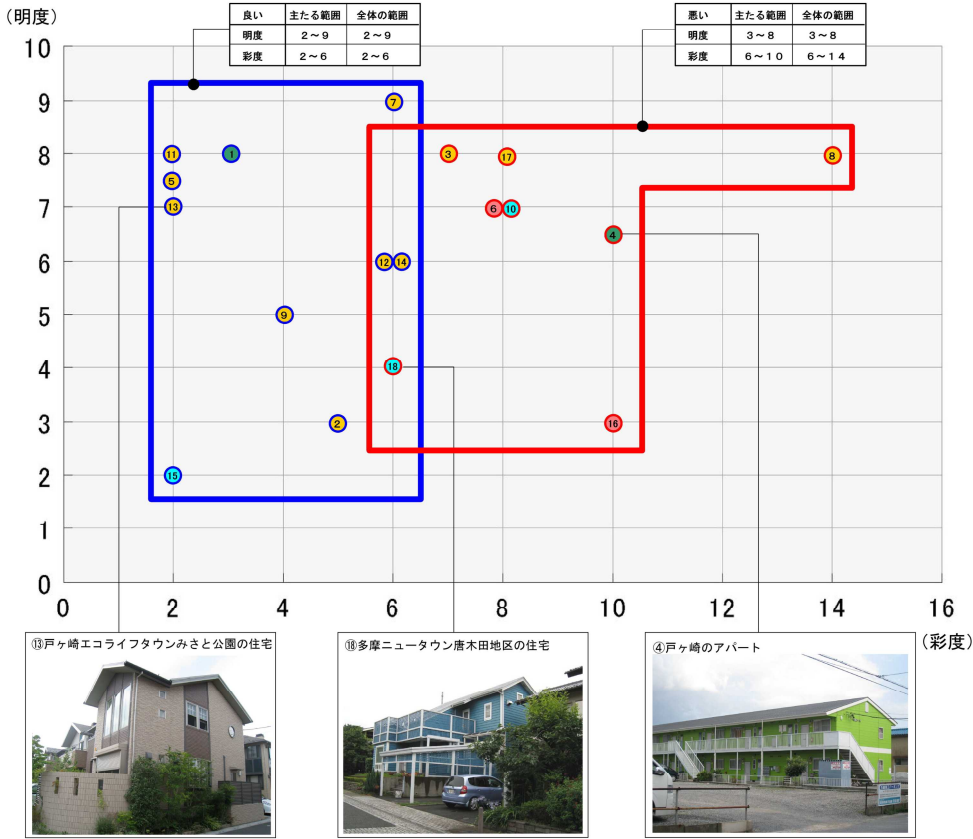 (明度)
良い 主たる範囲 全体の範囲
明度 2～9 2～9
彩度 2～6 2～6
悪い 主たる範囲 全体の範囲
明度 3～8 3～8
彩度 6～10 6～14
10
9
8
7
6
5
4
3
2
1
0
⑦
⑪ ① ③ ⑰ ⑧
⑤
⑬ ⑥ ⑩
④
⑫ ⑭
⑨
⑱
② ⑯
⑮
0 2 4 6 8 10 12 14 16
(彩度)
⑬戸ヶ崎エコライフタウンみさと公園の住宅
⑱多摩ニュータウン唐木田地区の住宅
④戸ヶ崎のアパート